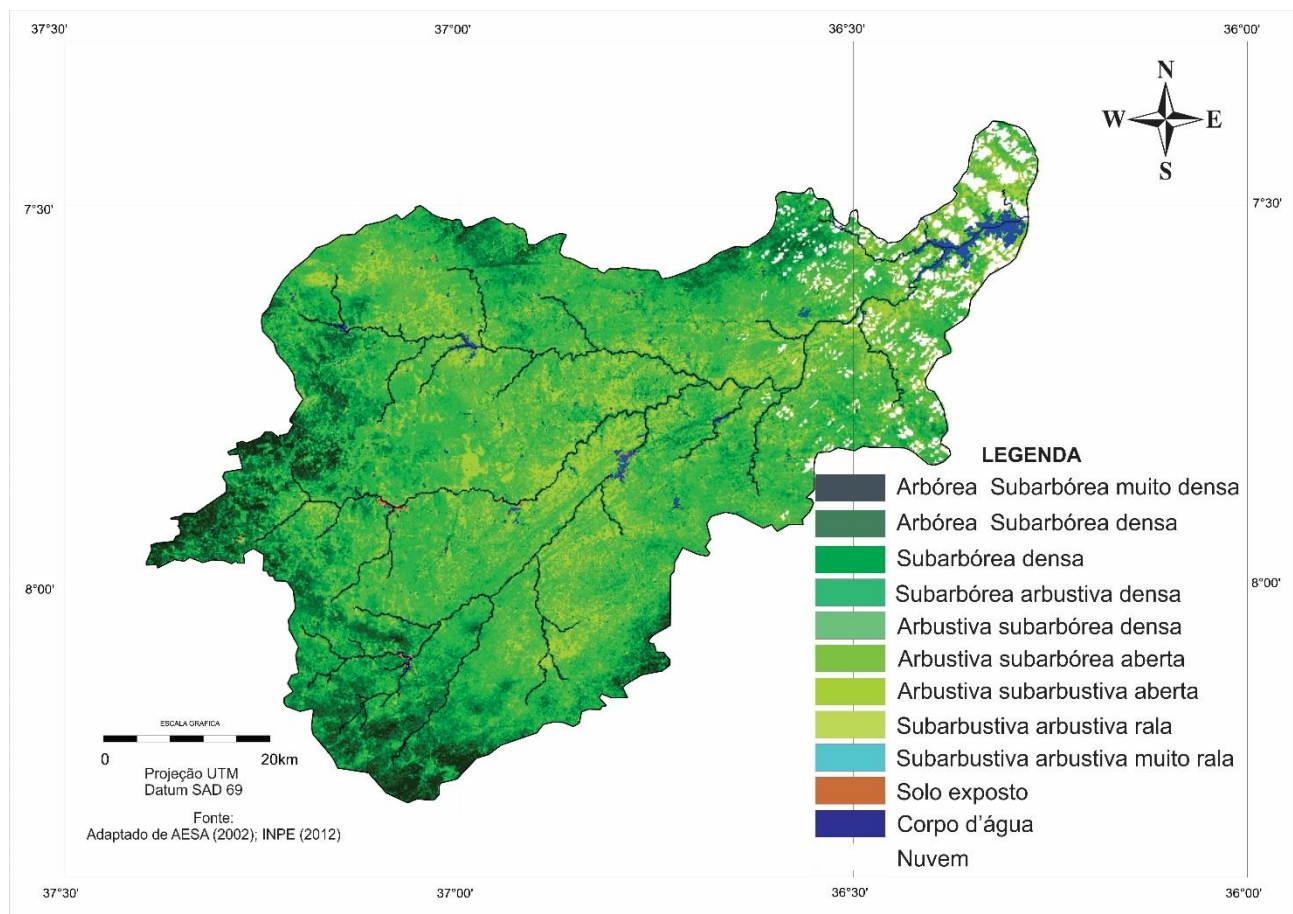 37°30'
37°00'
36°30'
36°00'
N
W
E
S
7°30'
7°30'
LEGENDA
Arbórea Subarbórea muito densa
Arbórea Subarbórea densa
Subarbórea densa
Subarbórea arbustiva densa
Arbustiva subarbórea densa
Arbustiva subarbórea aberta
Arbustiva subarbustiva aberta
Subarbustiva arbustiva rala
Subarbustiva arbustiva muito rala
Solo exposto
Corpo d'água
Nuvem
8°00'
8°00'
ESCALA GRAFICA
0
20km
Projeção UTM
Datum SAD 69
Fonte:
Adaptado de AESA (2002); INPE (2012)
37°30'
37°00'
36°30'
36°00'